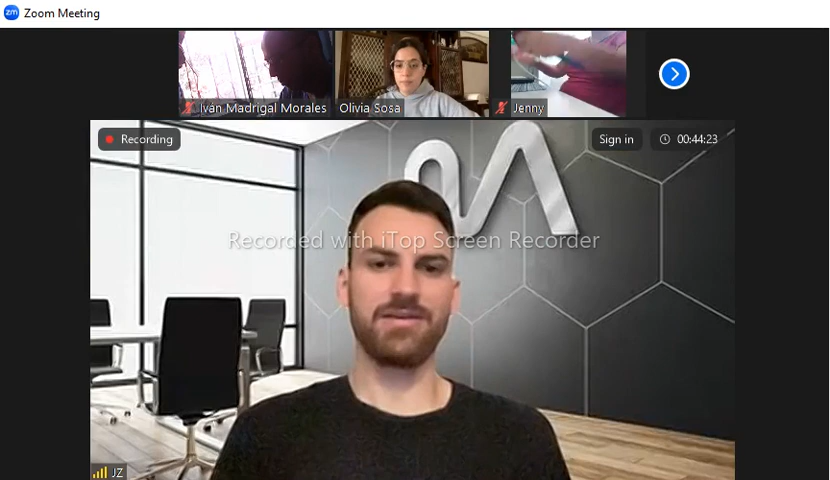 zm Zoom Meeting
Iván Madrigal Morales
Olivia Sosa
Jenny
Recording
Sign in
00:44:23
Recorded with iTop Screen Recorder
JZ